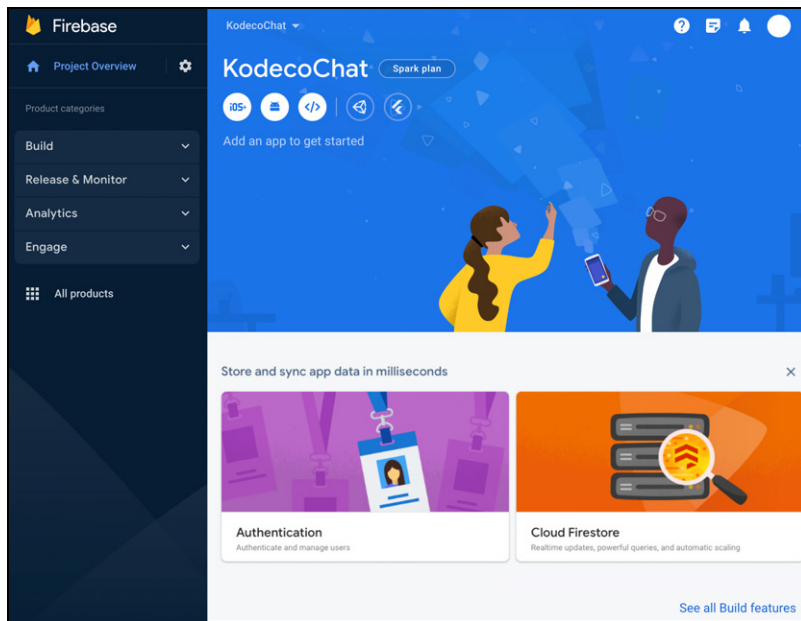 Firebase
Project Overview
Product categories
Build
Release & Monitor
Analytics
Engage
All products
KodecoChat
KodecoChat Spark plan
iOS+
</>
Add an app to get started
Store and sync app data in milliseconds
Authentication
Authenticate and manage users
Cloud Firestore
Realtime updates, powerful queries, and automatic scaling
See all Build features